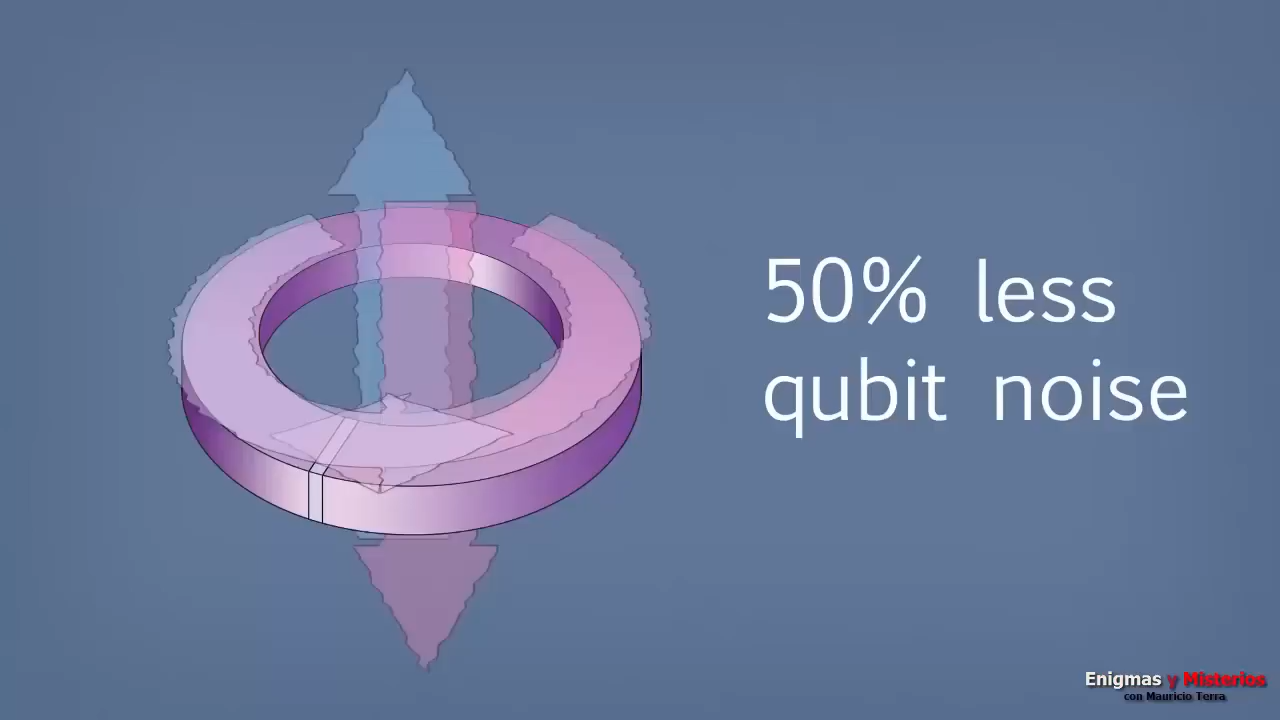 50% less
qubit noise
Enigmas y Misterios
con Mauricio Terra